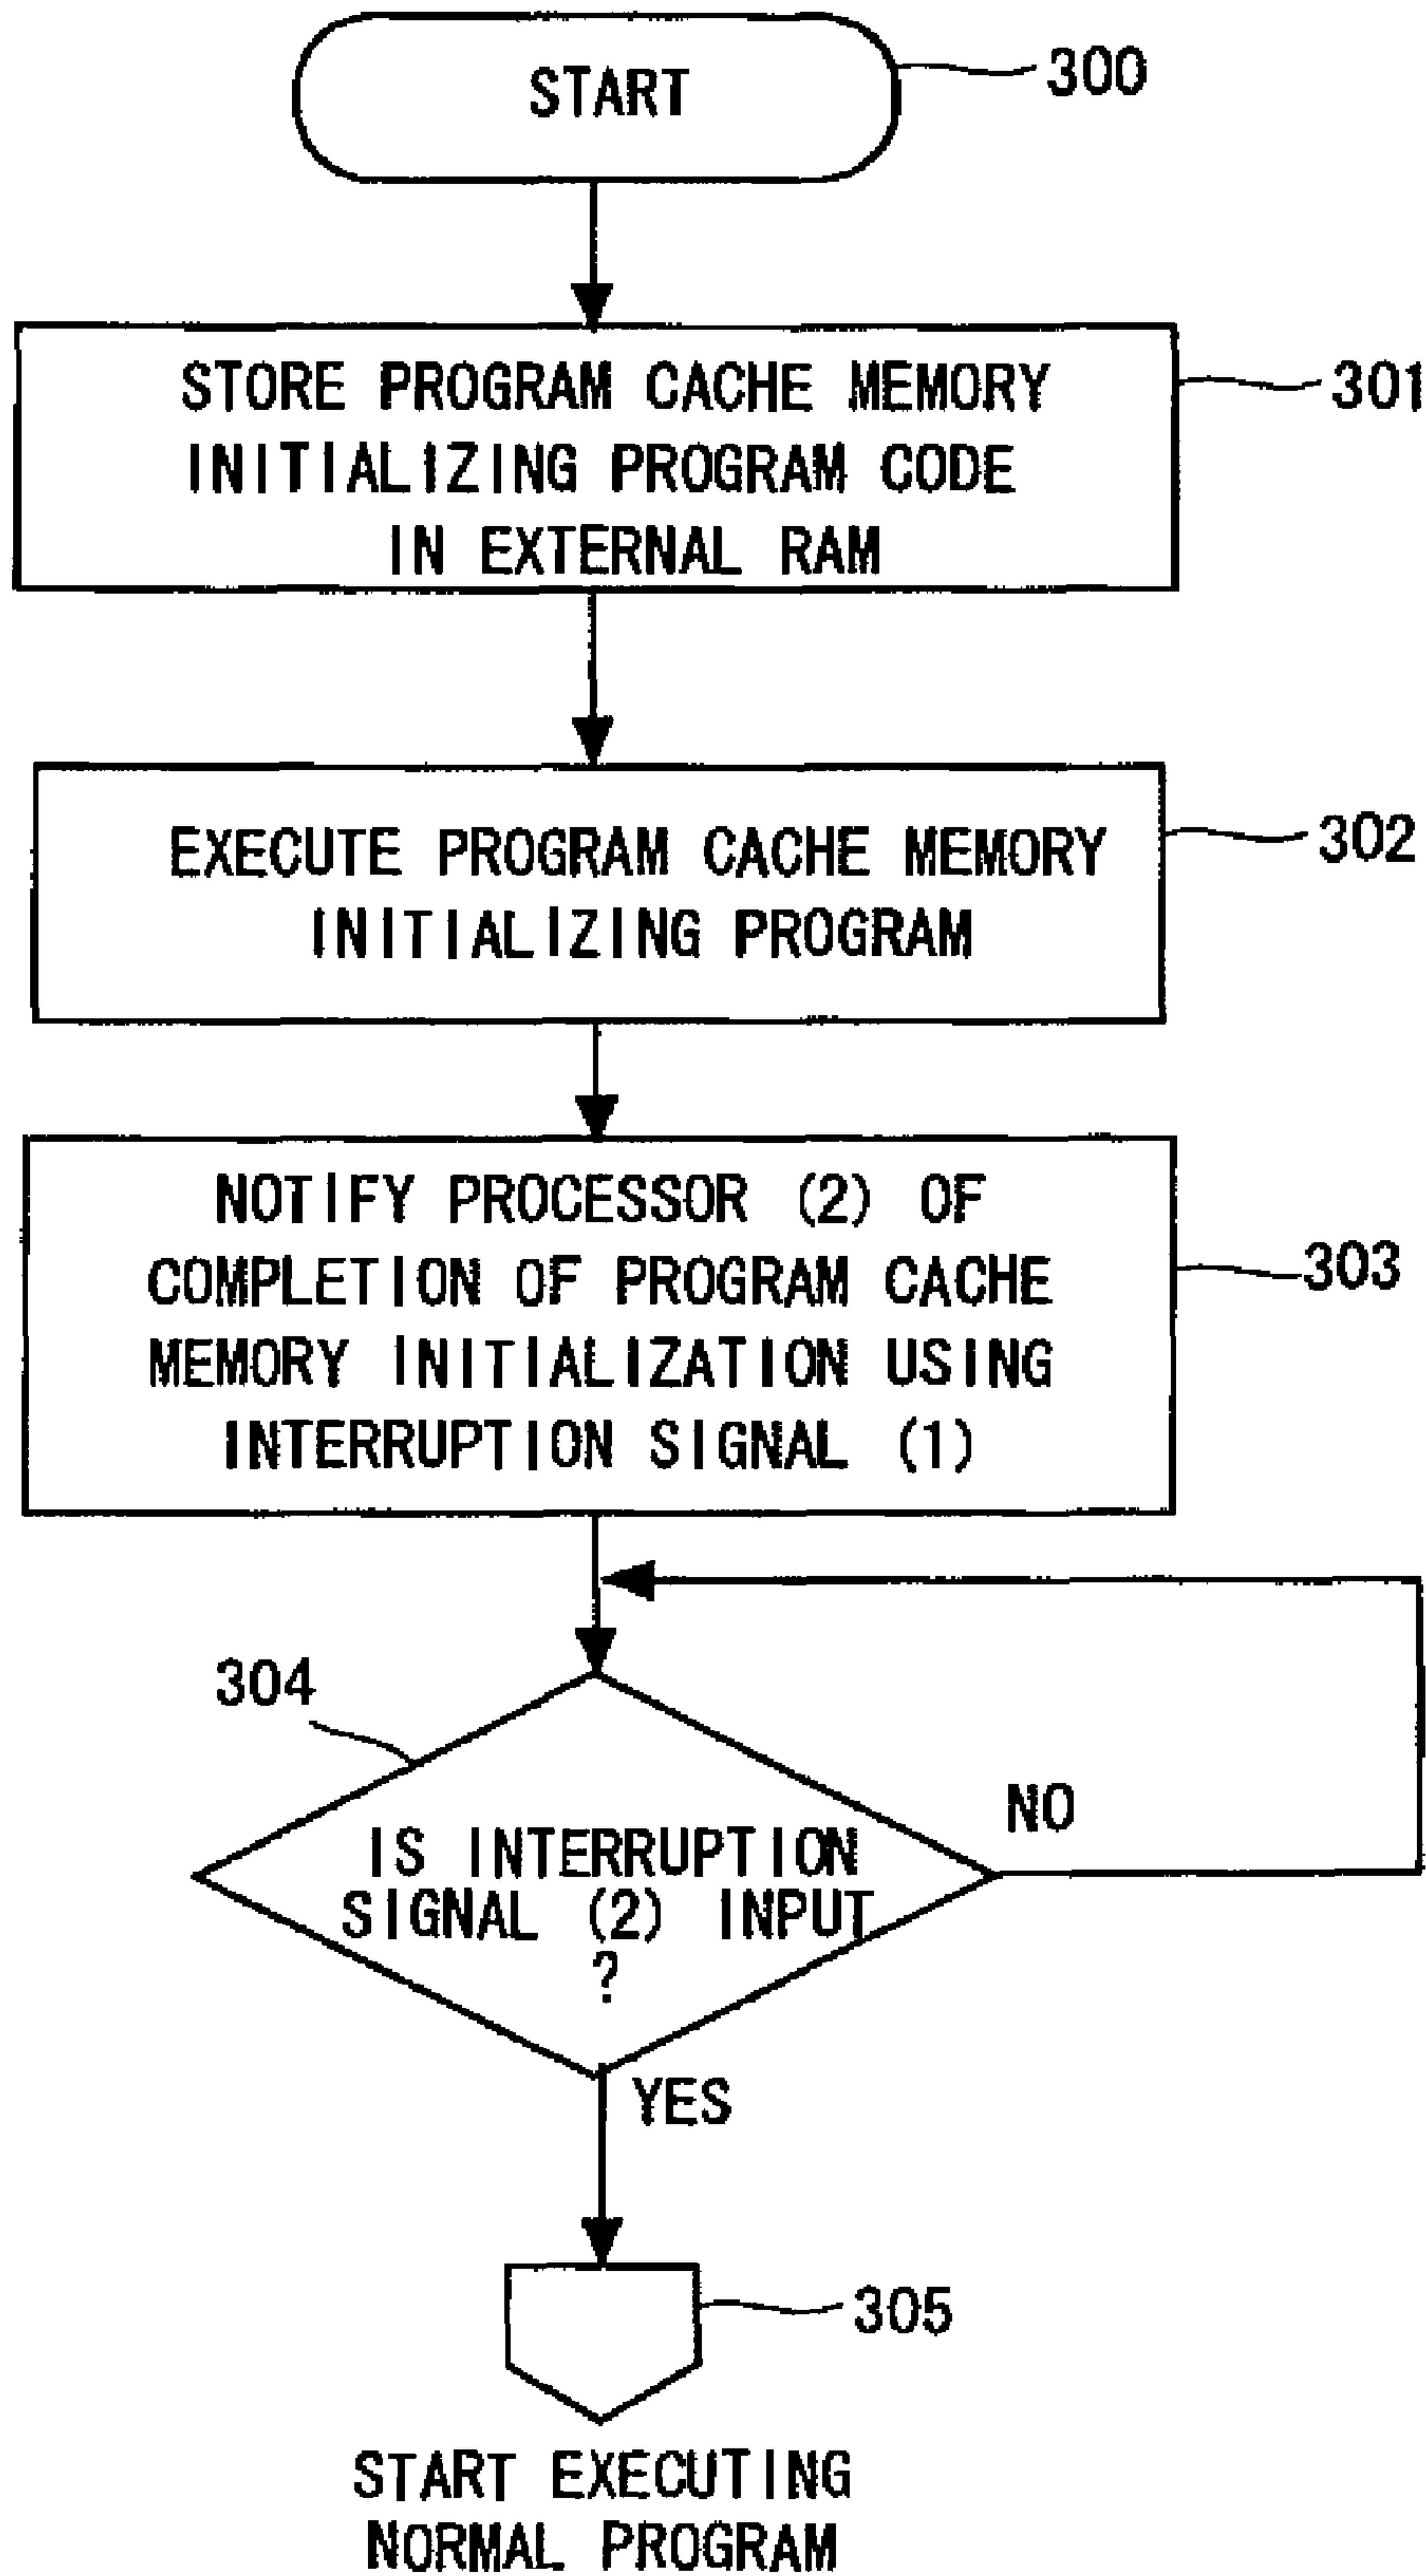 START
300
STORE PROGRAM CACHE MEMORY
INITIALIZING PROGRAM CODE
IN EXTERNAL RAM
301
EXECUTE PROGRAM CACHE MEMORY
INITIALIZING PROGRAM
302
NOTIFY PROCESSOR (2) OF
COMPLETION OF PROGRAM CACHE
MEMORY INITIALIZATION USING
INTERRUPTION SIGNAL (1)
303
304
IS INTERRUPTION
SIGNAL (2) INPUT
?
NO
YES
305
START EXECUTING
NORMAL PROGRAM